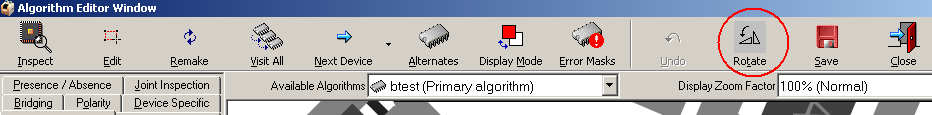 Algorithm Editor Window
Inspect Edit Remake Visit All Next Device Alternates Display Mode Error Masks Undo Rotate Save Close
Presence / Absence Joint Inspection Available Algorithms btest (Primary algorithm) Display Zoom Factor 100% (Normal)
Bridging Polarity Device Specific